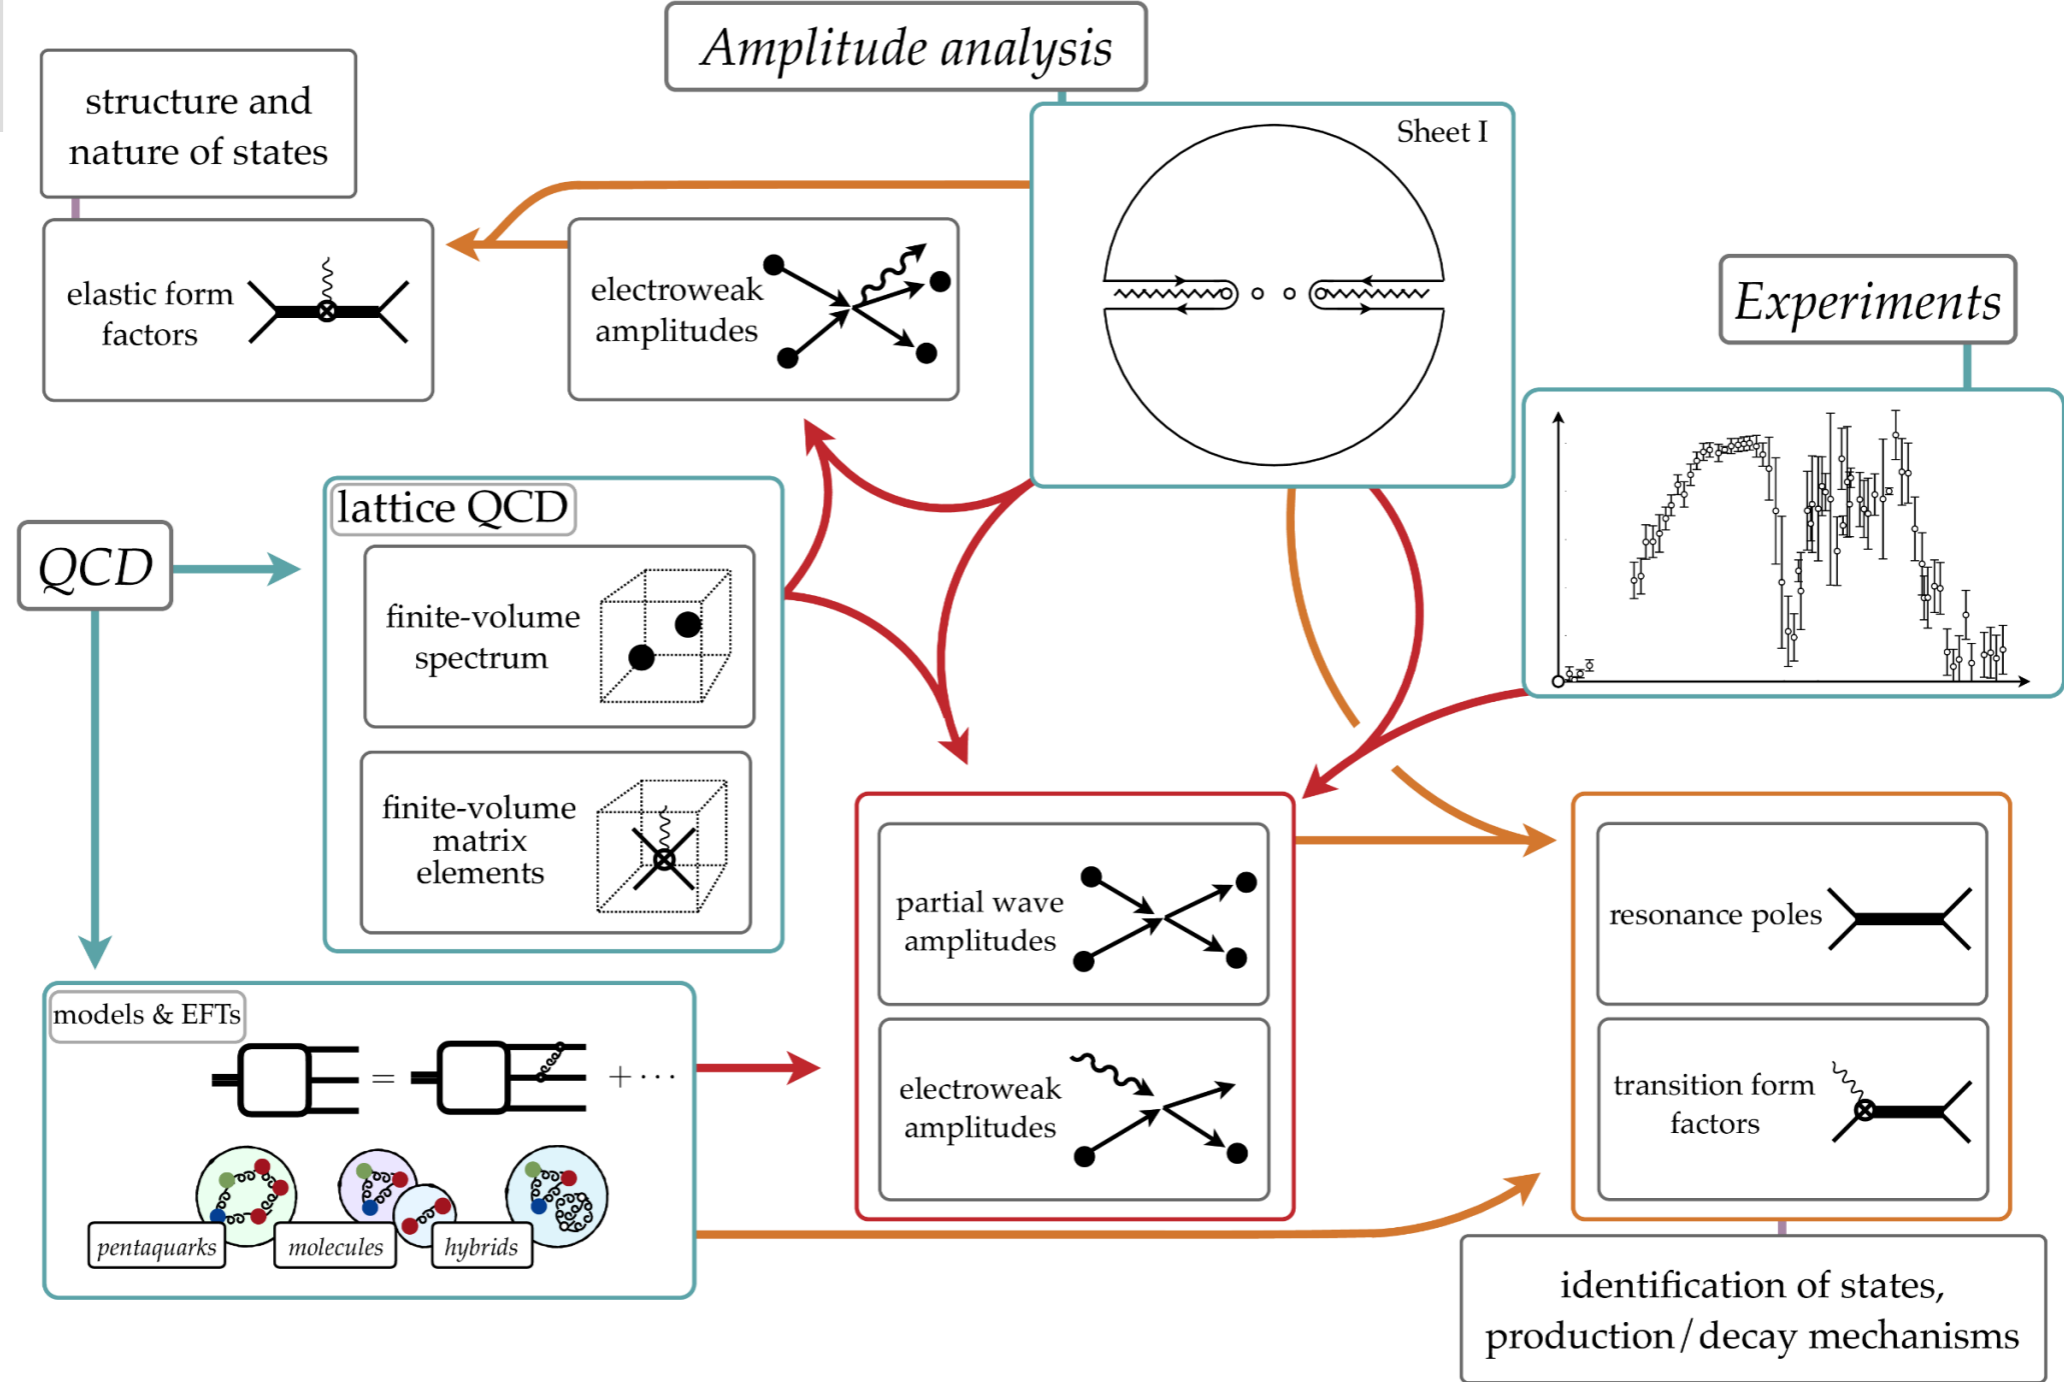 Amplitude analysis
structure and
nature of states
Sheet I
elastic form
factors
electroweak
amplitudes
Experiments
lattice QCD
QCD
finite-volume
spectrum
finite-volume
matrix
elements
partial wave
amplitudes
resonance poles
models & EFTs
= + ···
electroweak
amplitudes
transition form
factors
pentaquarks
molecules
hybrids
identification of states,
production/decay mechanisms